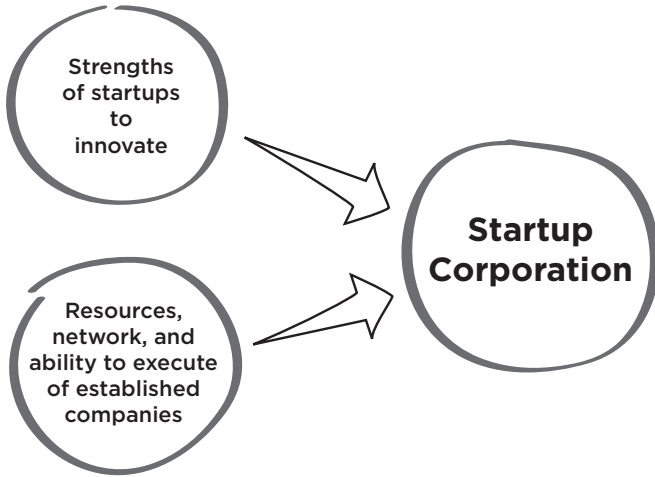 Strengths
of startups
to
innovate
Resources,
network, and
ability to execute
of established
companies
Startup
Corporation